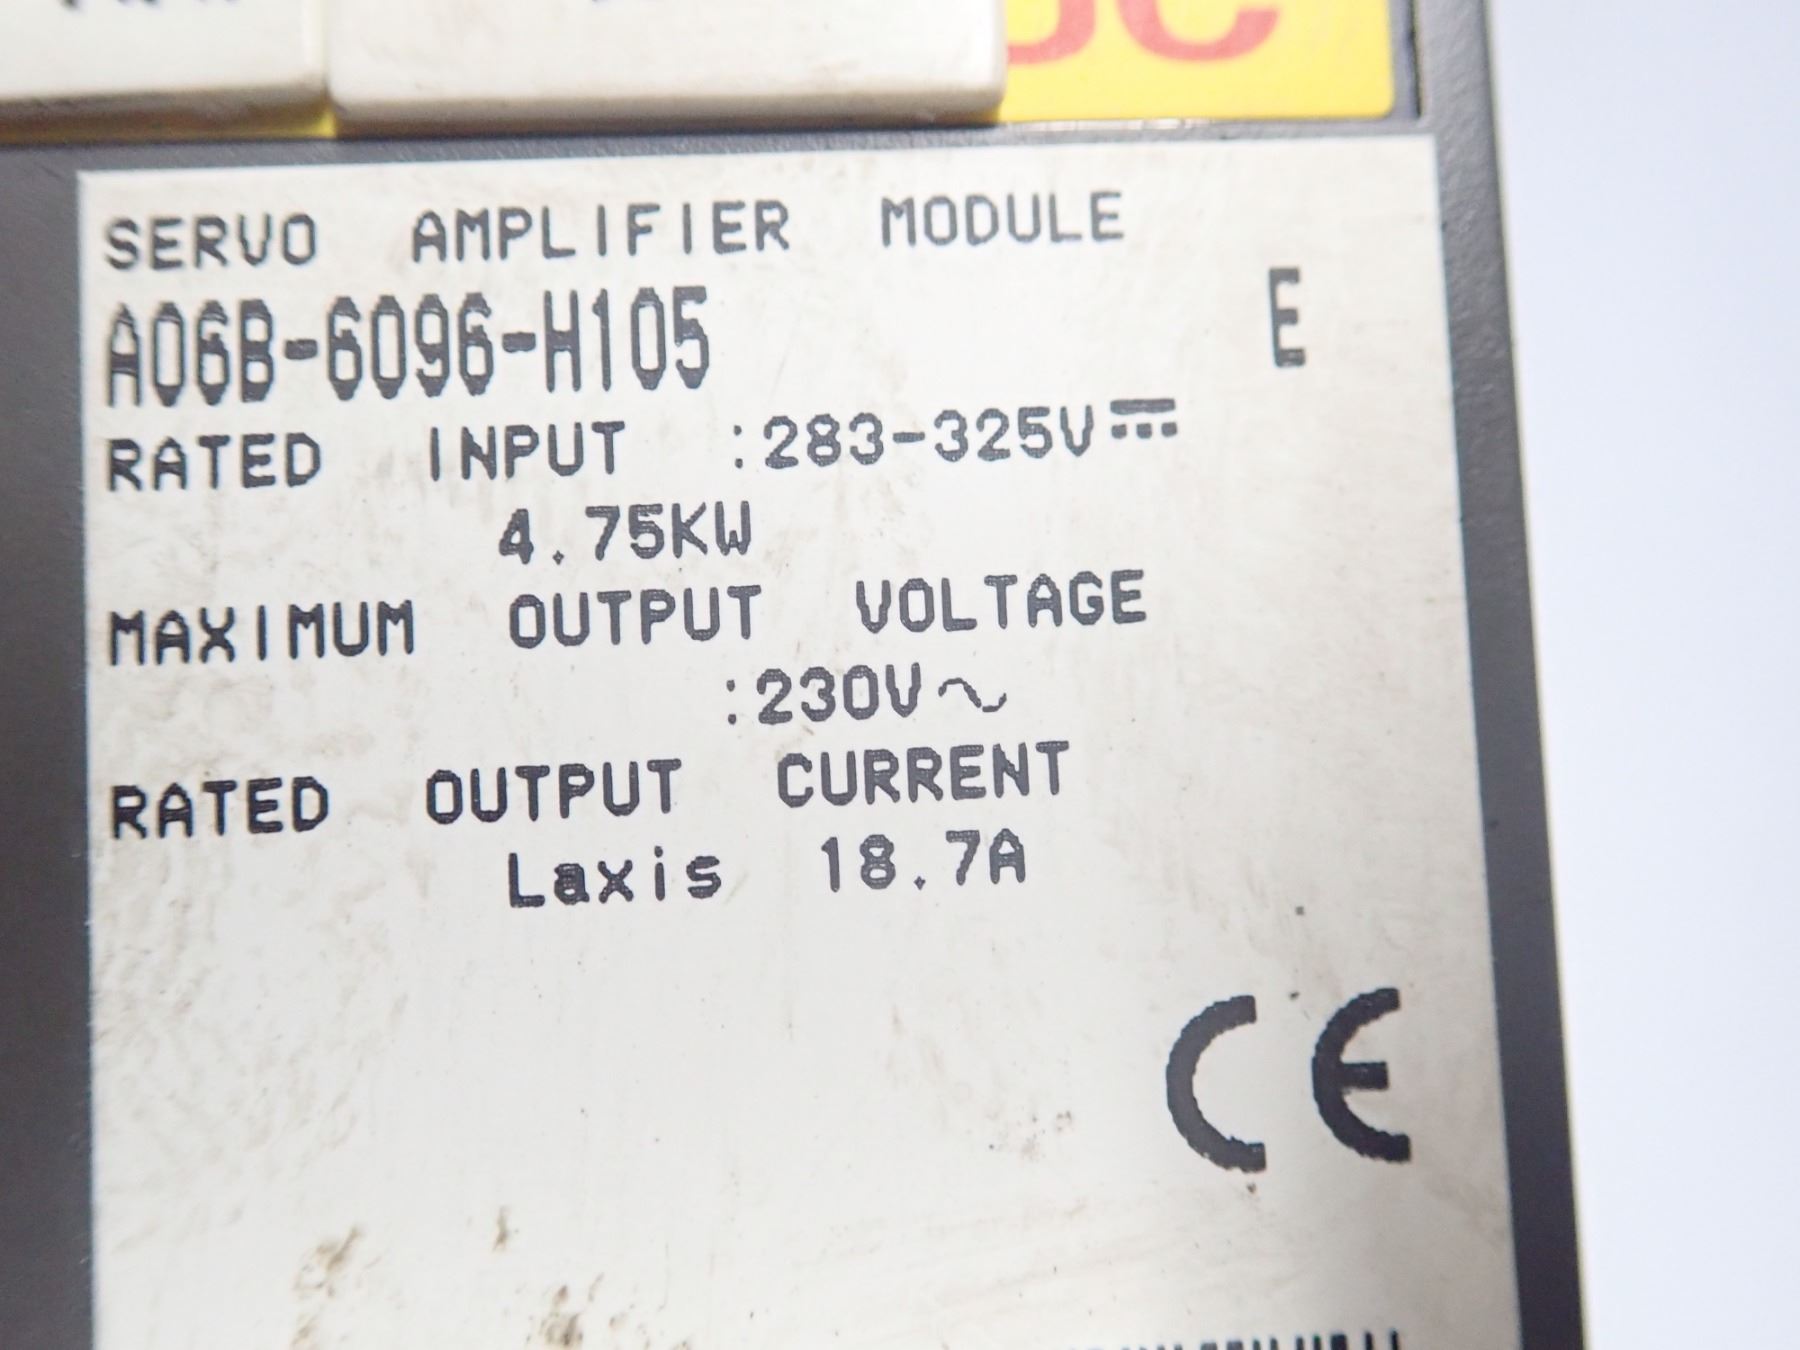 SERVO AMPLIFIER MODULE
A06B-6096-H105 E
RATED INPUT :283-325V⎓
4.75KW
MAXIMUM OUTPUT VOLTAGE
:230V~
RATED OUTPUT CURRENT
Laxis 18.7A
CE